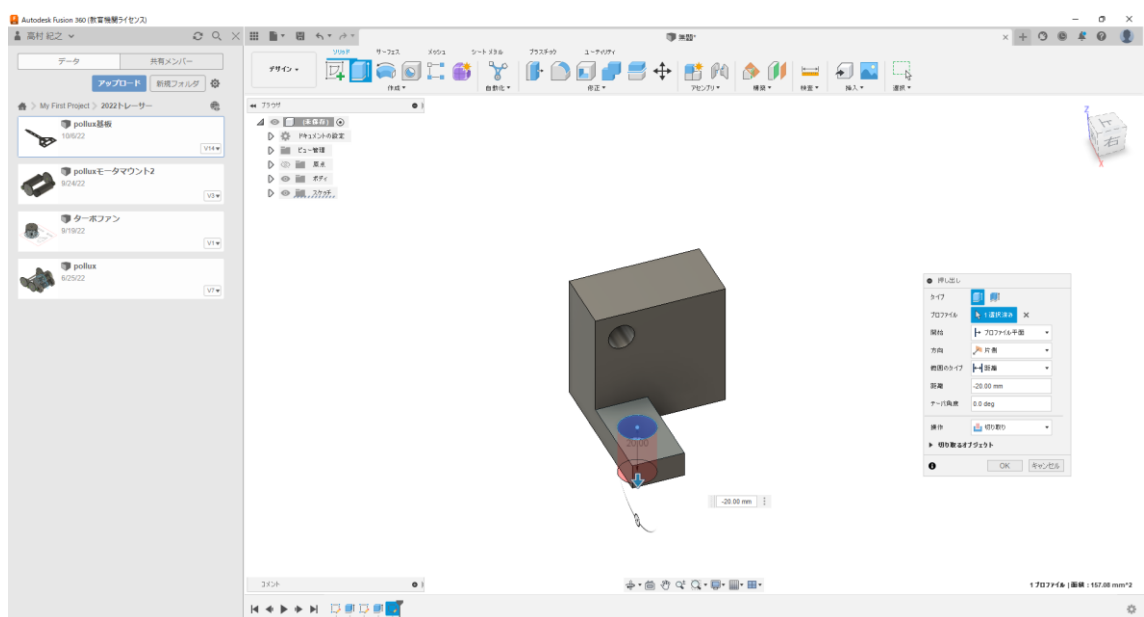 Autodesk Fusion 360 (教育機関ライセンス)
高村 紀之
無題*
データ
共有メンバー
アップロード
新規フォルダ
My First Project
2022トレーサー
pollux基板
10/6/22
V14
polluxモータマウント2
9/24/22
V3
ターボファン
9/19/22
V1
pollux
6/25/22
V7
ソリッド
サーフェス
メッシュ
シート メタル
プラスチック
ユーティリティ
デザイン
作成
自動化
修正
アセンブリ
構築
検査
挿入
選択
ブラウザ
(未保存)
ドキュメントの設定
ビュー管理
原点
ボディ
スケッチ
Z
上
右
X
20.00
-20.00 mm
押し出し
タイプ
プロファイル
1 選択済み
開始
プロファイル平面
方向
片側
範囲のタイプ
距離
距離
-20.00 mm
テーパ角度
0.0 deg
操作
切り取り
切り取るオブジェクト
OK
キャンセル
コメント
1 プロファイル | 面積 : 157.08 mm^2